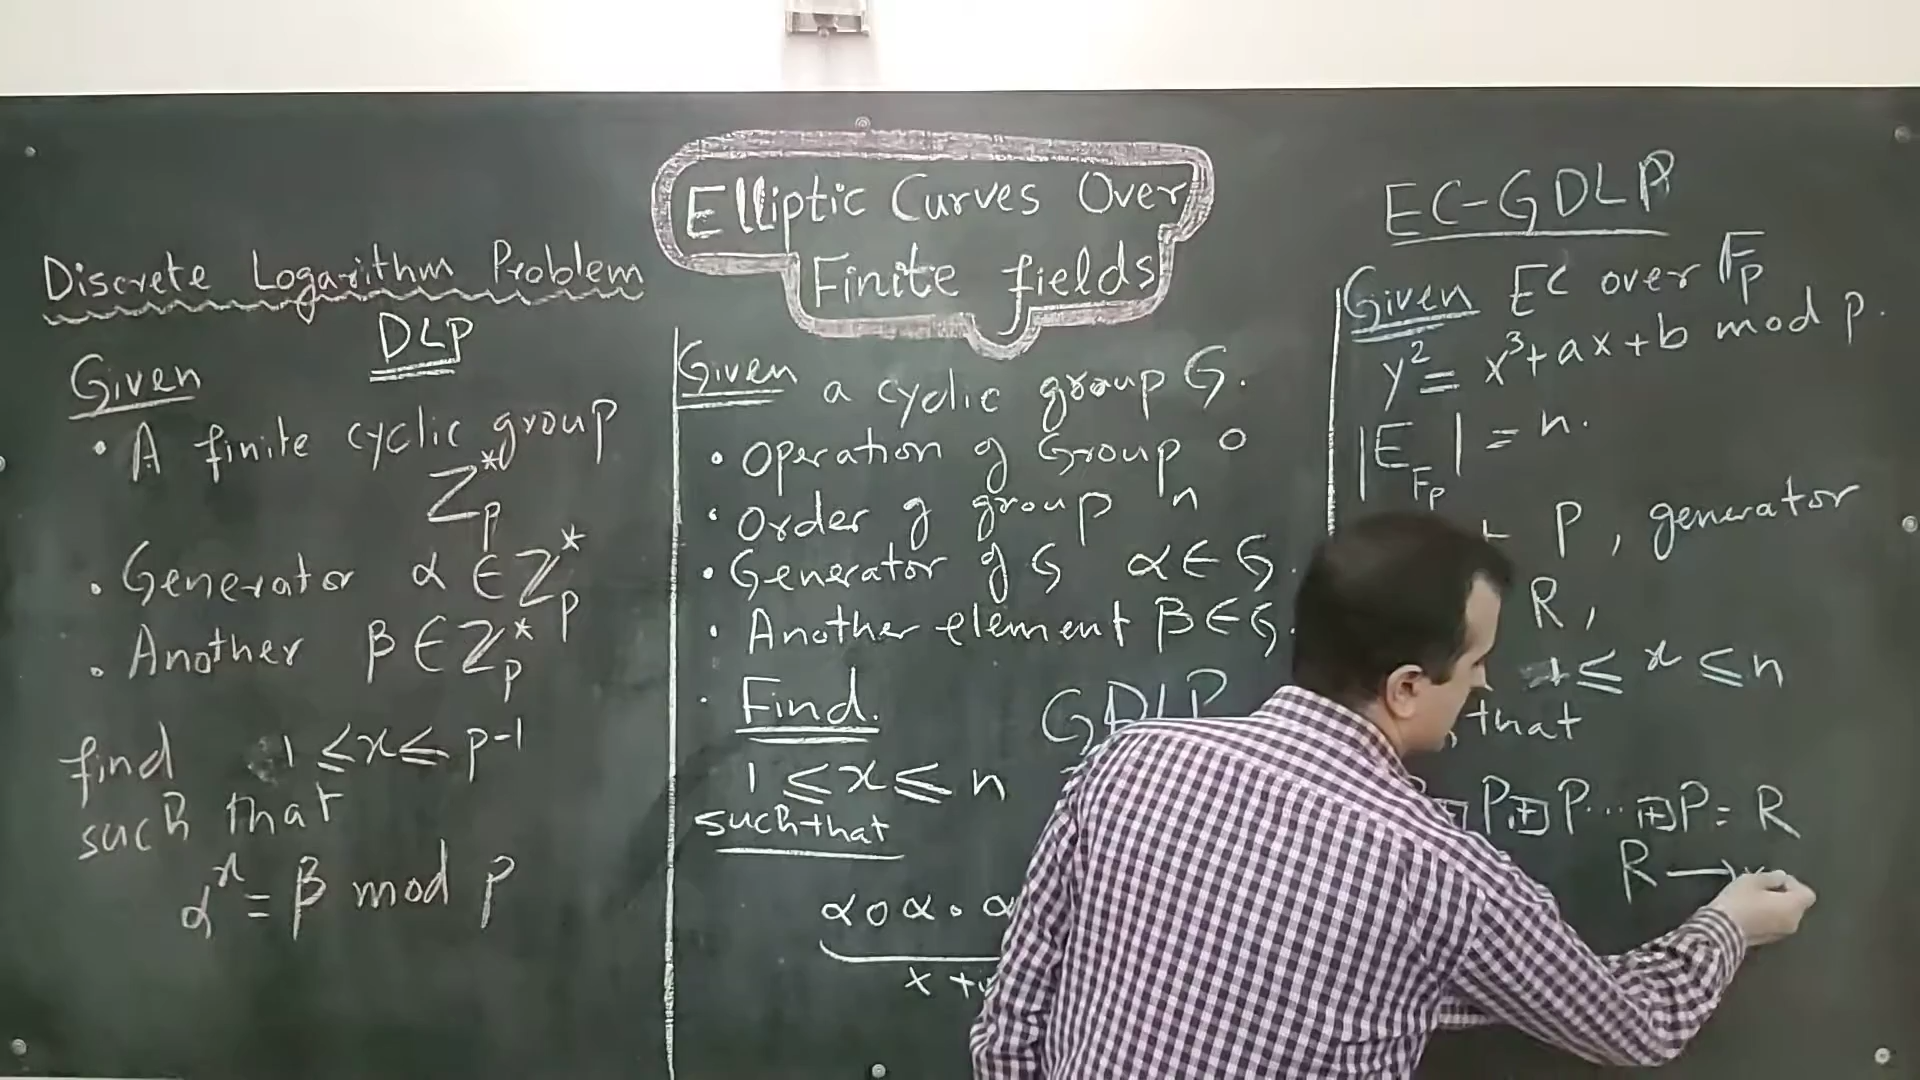 Elliptic Curves Over
Finite fields
Discrete Logarithm Problem
DLP
Given
• A finite cyclic group
Z*p
• Generator α ∈ Z*p
• Another β ∈ Z*p
find 1 ≤ x ≤ p-1
such that
α^x ≡ β mod p
Given a cyclic group G.
• Operation of Group o
• Order of group n
• Generator of G α ∈ G.
• Another element β ∈ G.
• Find. GDLP
1 ≤ x ≤ n
such that
α o α o α
x
EC-GDLP
Given EC over Fp
y² ≡ x³ + ax + b mod p.
|E_Fp| = n.
P, generator
R,
1 ≤ x ≤ n
that
P ⊞ P ... ⊞ P = R
R →